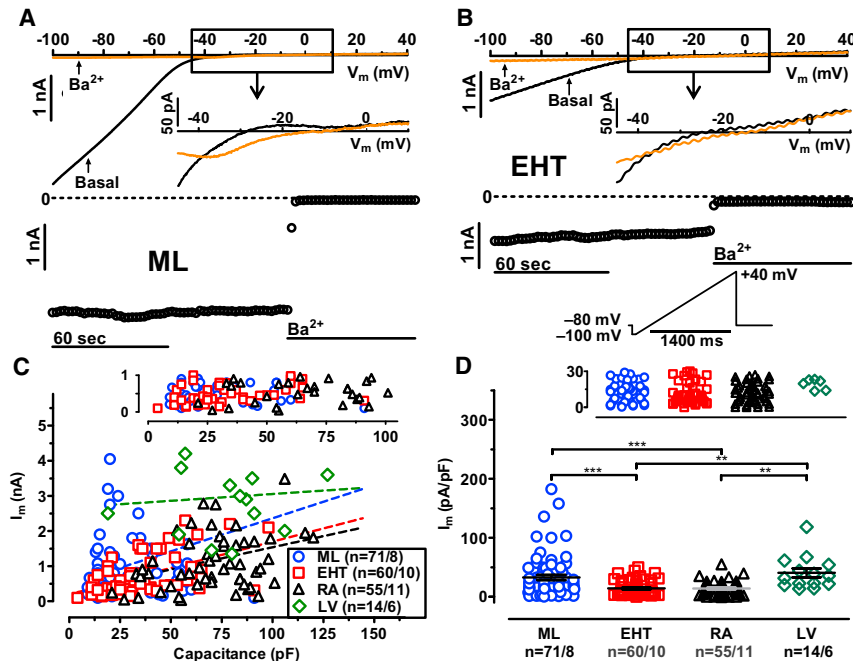 A
-100 -80 -60 -40 -20 0 20 40
Vm (mV)
Ba2+
1 nA
Basal
50 pA
-40 -20 0
Vm (mV)
0
1 nA
ML
60 sec
Ba2+
B
-100 -80 -60 -40 -20 0 20 40
Vm (mV)
1 nA
Ba2+
Basal
50 pA
-40 -20 0
Vm (mV)
EHT
0
1 nA
60 sec
Ba2+
+40 mV
−80 mV
−100 mV
1400 ms
C
1
0
0 25 50 75 100
5
4
3
2
1
0
Im (nA)
0 25 50 75 100 125 150
Capacitance (pF)
ML (n=71/8)
EHT (n=60/10)
RA (n=55/11)
LV (n=14/6)
D
30
15
0
300
200
100
0
Im (pA/pF)
***
**
***
**
ML EHT RA LV
n=71/8 n=60/10 n=55/11 n=14/6